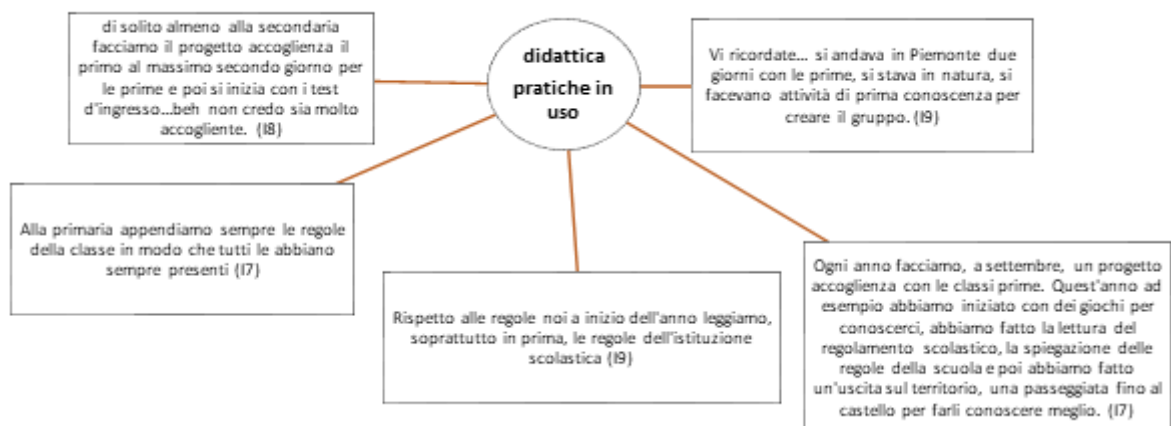 di solito almeno alla secondaria
facciamo il progetto accoglienza il
primo al massimo secondo giorno per
le prime e poi si inizia con i test
d'ingresso...beh non credo sia molto
accogliente. (I8)
didattica
pratiche in
uso
Vi ricordate... si andava in Piemonte due
giorni con le prime, si stava in natura, si
facevano attività di prima conoscenza per
creare il gruppo. (I9)
Alla primaria appendiamo sempre le regole
della classe in modo che tutti le abbiano
sempre presenti (I7)
Rispetto alle regole noi a inizio dell'anno leggiamo,
soprattutto in prima, le regole dell'istituzione
scolastica (I9)
Ogni anno facciamo, a settembre, un progetto
accoglienza con le classi prime. Quest'anno ad
esempio abbiamo iniziato con dei giochi per
conoscerci, abbiamo fatto la lettura del
regolamento scolastico, la spiegazione delle
regole della scuola e poi abbiamo fatto
un'uscita sul territorio, una passeggiata fino al
castello per farli conoscere meglio. (I7)